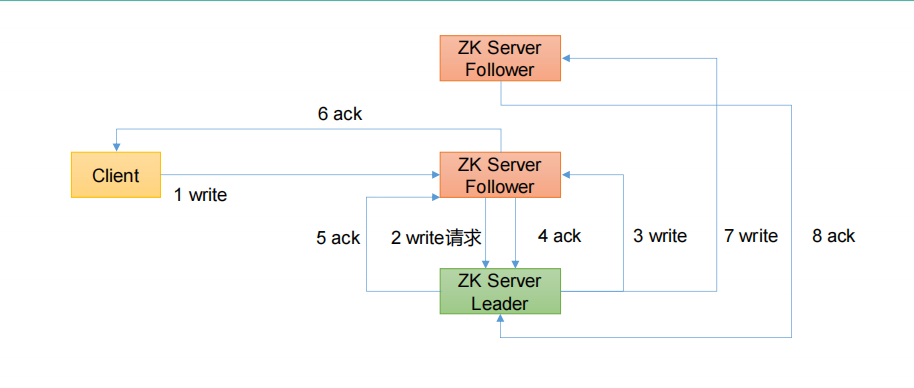 ZK Server
Follower
6 ack
Client
1 write
ZK Server
Follower
5 ack
2 write请求
4 ack
3 write
7 write
8 ack
ZK Server
Leader